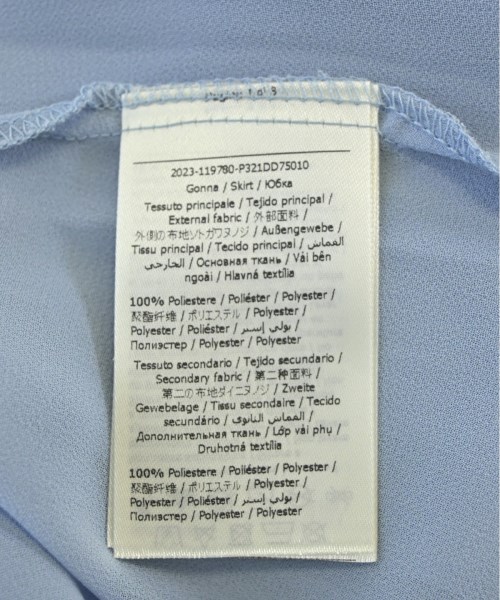 2023-119780-P321DD75010
Gonna / Skirt / Юбка
Tessuto principale / Tejido principal /
External fabric / 外部面料 /
外側の布地ソトガワヌノジ / Außengewebe /
Tissu principal / Tecido principal / القماش
الخارجي / Основная ткань / Vải bên
ngoài / Hlavná textília
100% Poliestere / Poliéster / Polyester /
聚酯纤维 / ポリエステル / Polyester /
Polyester / Poliéster / بولي إستر /
Полиэстер / Polyester / Polyester
Tessuto secondario / Tejido secundario /
Secondary fabric / 第二种面料 /
第二の布地ダイニヌノジ / Zweite
Gewebelage / Tissu secondaire / Tecido
secundário / القماش الثانوي /
Дополнительная ткань / Lớp vải phụ /
Druhotná textília
100% Poliestere / Poliéster / Polyester /
聚酯纤维 / ポリエステル / Polyester /
Polyester / Poliéster / بولي إستر /
Полиэстер / Polyester / Polyester